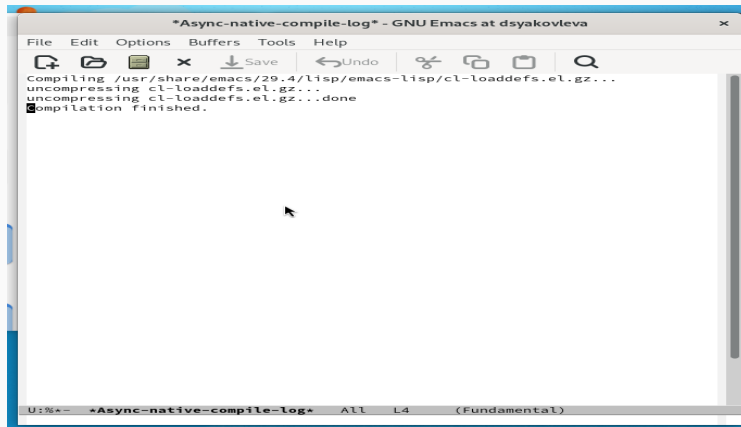 *Async-native-compile-log* - GNU Emacs at dsyakovleva
File Edit Options Buffers Tools Help
Save Undo
Compiling /usr/share/emacs/29.4/lisp/emacs-lisp/cl-loaddefs.el.gz...
uncompressing cl-loaddefs.el.gz...
uncompressing cl-loaddefs.el.gz...done
Compilation finished.
U:%*- *Async-native-compile-log* All L4 (Fundamental)